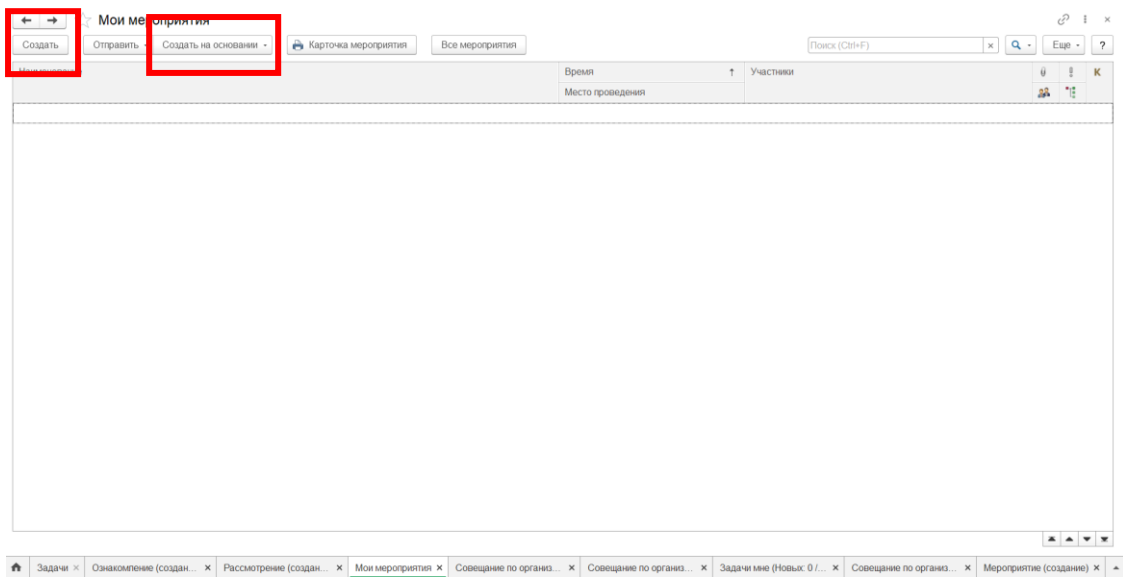 Мои мероприятия
Создать Отправить Создать на основании Карточка мероприятия Все мероприятия Поиск (Ctrl+F) × Еще ?
Время ↑ Участники К
Место проведения
Задачи × Ознакомление (создан... × Рассмотрение (создан... × Мои мероприятия × Совещание по организ... × Совещание по организ... × Задачи мне (Новых: 0 /... × Совещание по организ... × Мероприятие (создание) ×